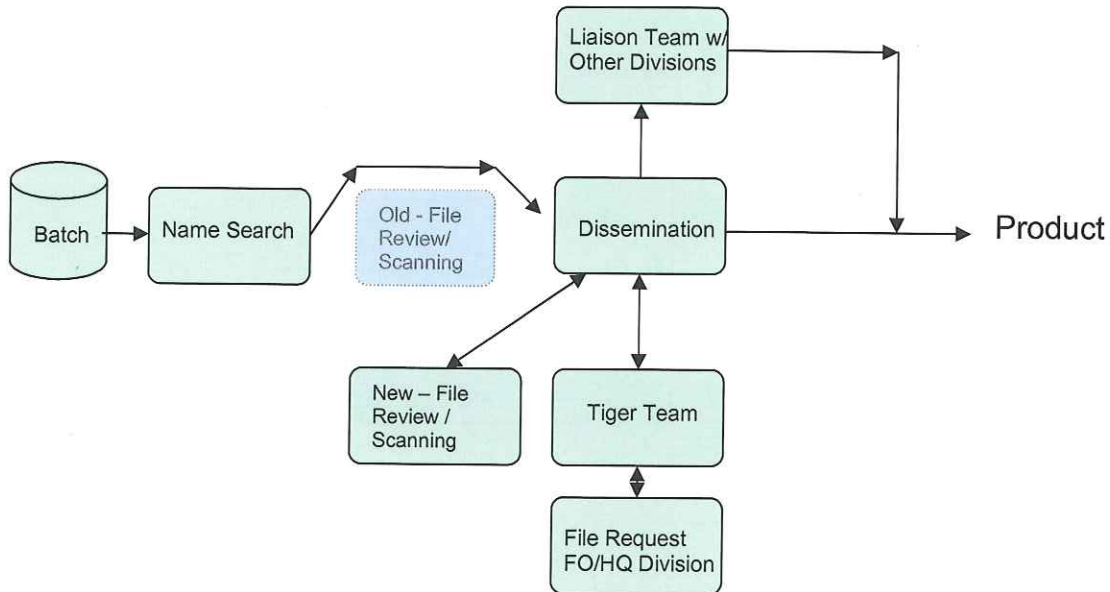 Liaison Team w/
Other Divisions
Batch
Name Search
Old - File
Review/
Scanning
Dissemination
Product
New – File
Review /
Scanning
Tiger Team
File Request
FO/HQ Division